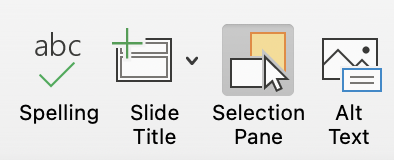 abc
Spelling
Slide
Title
Selection
Pane
Alt
Text